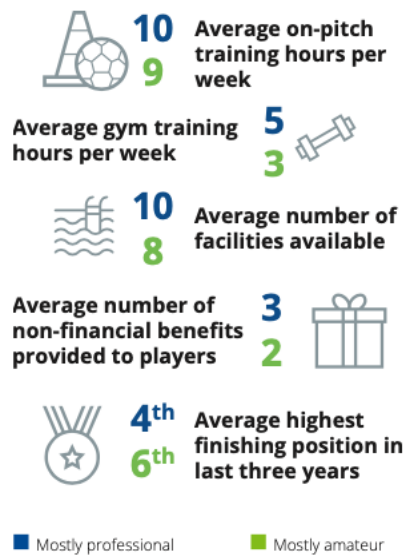 10
9
Average on-pitch
training hours per
week
Average gym training
hours per week
5
3
10
8
Average number of
facilities available
Average number of
non-financial benefits
provided to players
3
2
4th
6th
Average highest
finishing position in
last three years
Mostly professional
Mostly amateur